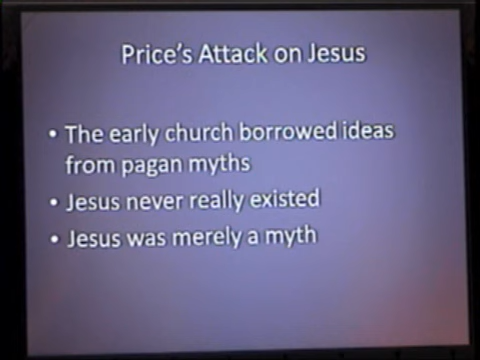 Price's Attack on Jesus
• The early church borrowed ideas
from pagan myths
• Jesus never really existed
• Jesus was merely a myth